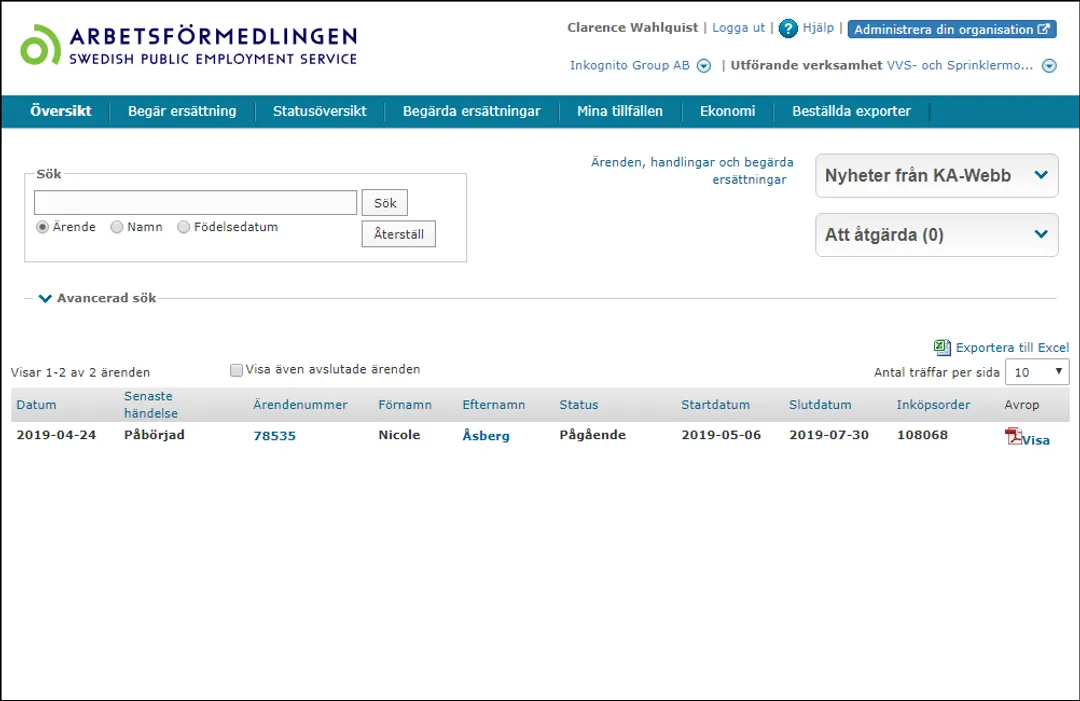 ARBETSFÖRMEDLINGEN
SWEDISH PUBLIC EMPLOYMENT SERVICE
Clarence Wahlquist | Logga ut | ? Hjälp | Administrera din organisation
Inkognito Group AB | Utförande verksamhet VVS- och Sprinklermo...
Översikt Begär ersättning Statusöversikt Begärda ersättningar Mina tillfällen Ekonomi Beställda exporter
Sök
Sök
Ärende Namn Födelsedatum
Återställ
Ärenden, handlingar och begärda
ersättningar
Nyheter från KA-Webb
Att åtgärda (0)
Avancerad sök
Exportera till Excel
Visar 1-2 av 2 ärenden Visa även avslutade ärenden Antal träffar per sida 10
Datum Senaste händelse Ärendenummer Förnamn Efternamn Status Startdatum Slutdatum Inköpsorder Avrop
2019-04-24 Påbörjad 78535 Nicole Åsberg Pågående 2019-05-06 2019-07-30 108068 Visa